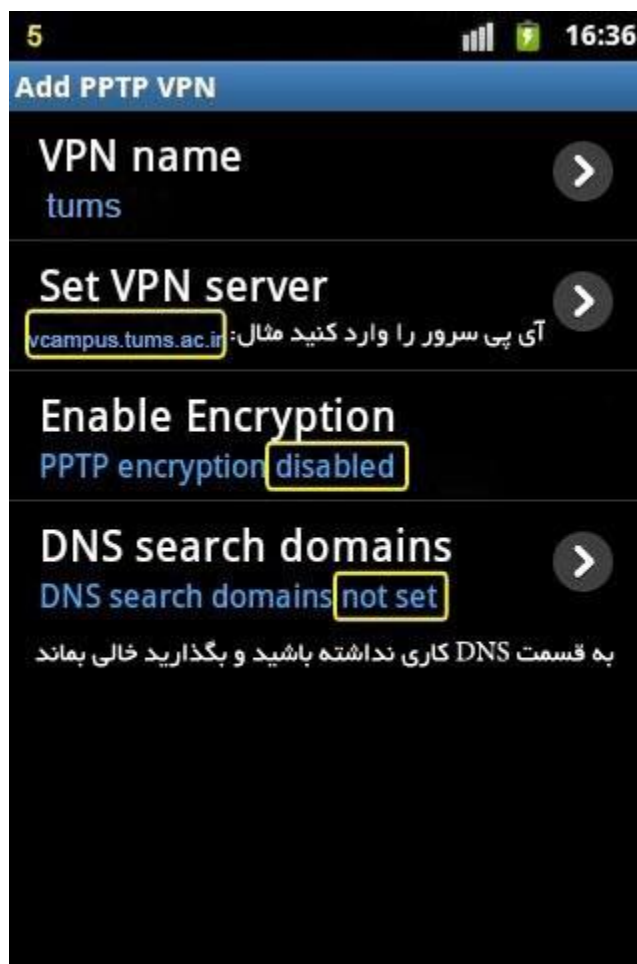 5
16:36
Add PPTP VPN
VPN name
tums
Set VPN server
آی پی سرور را وارد کنید مثال: vcampus.tums.ac.ir
Enable Encryption
PPTP encryption disabled
DNS search domains
DNS search domains not set
به قسمت DNS کاری نداشته باشید و بگذارید خالی بماند